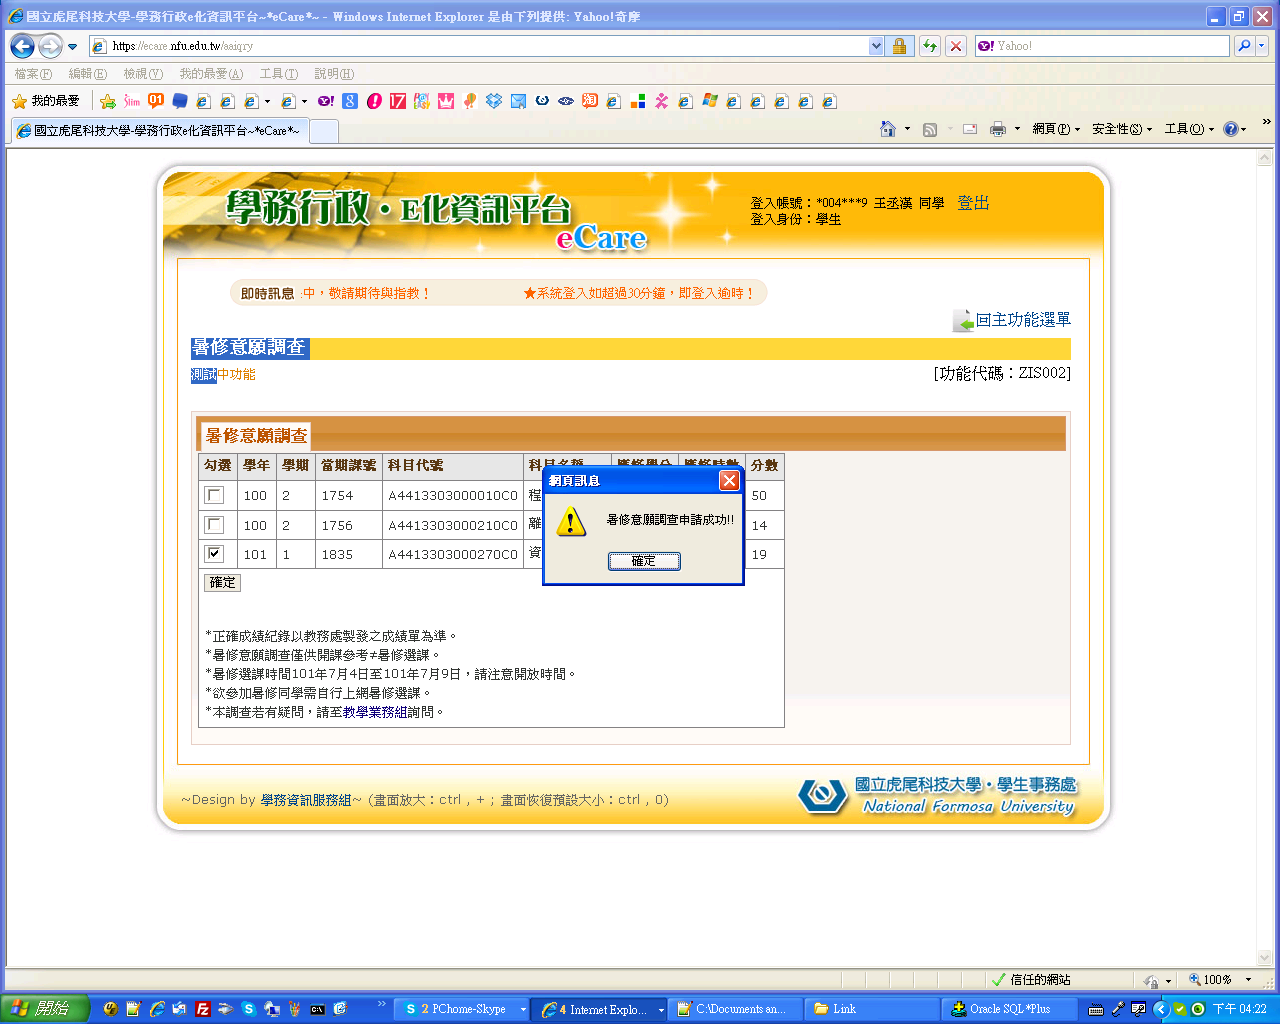 國立虎尾科技大學-學務行政e化資訊平台~*eCare*~ - Windows Internet Explorer 是由下列提供: Yahoo!奇摩
https://ecare.nfu.edu.tw/aaiqry
Yahoo!
檔案(F) 編輯(E) 檢視(V) 我的最愛(A) 工具(T) 說明(H)
我的最愛
國立虎尾科技大學-學務行政e化資訊平台~*eCare*~
網頁(P) 安全性(S) 工具(O)
學務行政・E化資訊平台
eCare
登入帳號：*004***9 王丞漢 同學 登出
登入身份：學生
即時訊息 :中，敬請期待與指教！ ★系統登入如超過30分鐘，即登入逾時！
回主功能選單
暑修意願調查
測試中功能 [功能代碼：ZIS002]
暑修意願調查
勾選 學年 學期 當期課號 科目代號 科目名稱 應修學分 應修時數 分數
100 2 1754 A4413303000010C0 程 50
100 2 1756 A4413303000210C0 離 14
101 1 1835 A4413303000270C0 資 19
確定
網頁訊息
暑修意願調查申請成功!!
確定
*正確成績紀錄以教務處製發之成績單為準。
*暑修意願調查僅供開課參考≠暑修選課。
*暑修選課時間101年7月4日至101年7月9日，請注意開放時間。
*欲參加暑修同學需自行上網暑修選課。
*本調查若有疑問，請至教學業務組詢問。
~Design by 學務資訊服務組~ (畫面放大：ctrl , + ; 畫面恢復預設大小：ctrl , 0)
國立虎尾科技大學・學生事務處
National Formosa University
信任的網站 100%
開始 2 PChome-Skype 4 Internet Explo... C:\Documents an... Link Oracle SQL*Plus 下午 04:22